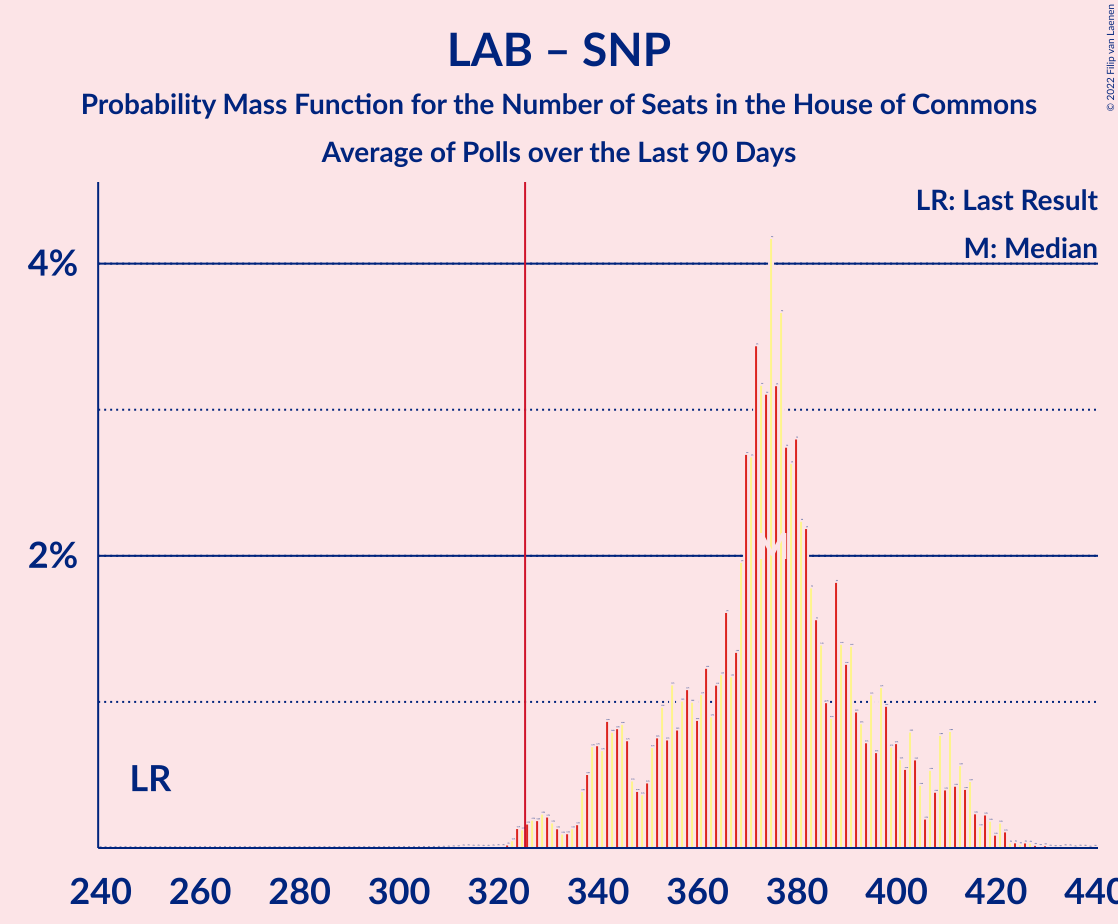 LAB – SNP
Probability Mass Function for the Number of Seats in the House of Commons
Average of Polls over the Last 90 Days
© 2022 Filip van Laenen
LR: Last Result
M: Median
4%
2%
M
LR
240 260 280 300 320 340 360 380 400 420 440